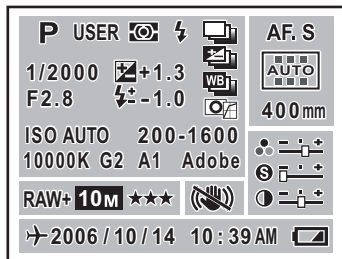 P USER AF. S
AUTO
1/2000 +1.3
F2.8 -1.0
WB
400mm
ISO AUTO 200-1600
10000K G2 A1 Adobe
S
RAW+ 10M ★★★
2006/10/14 10:39AM